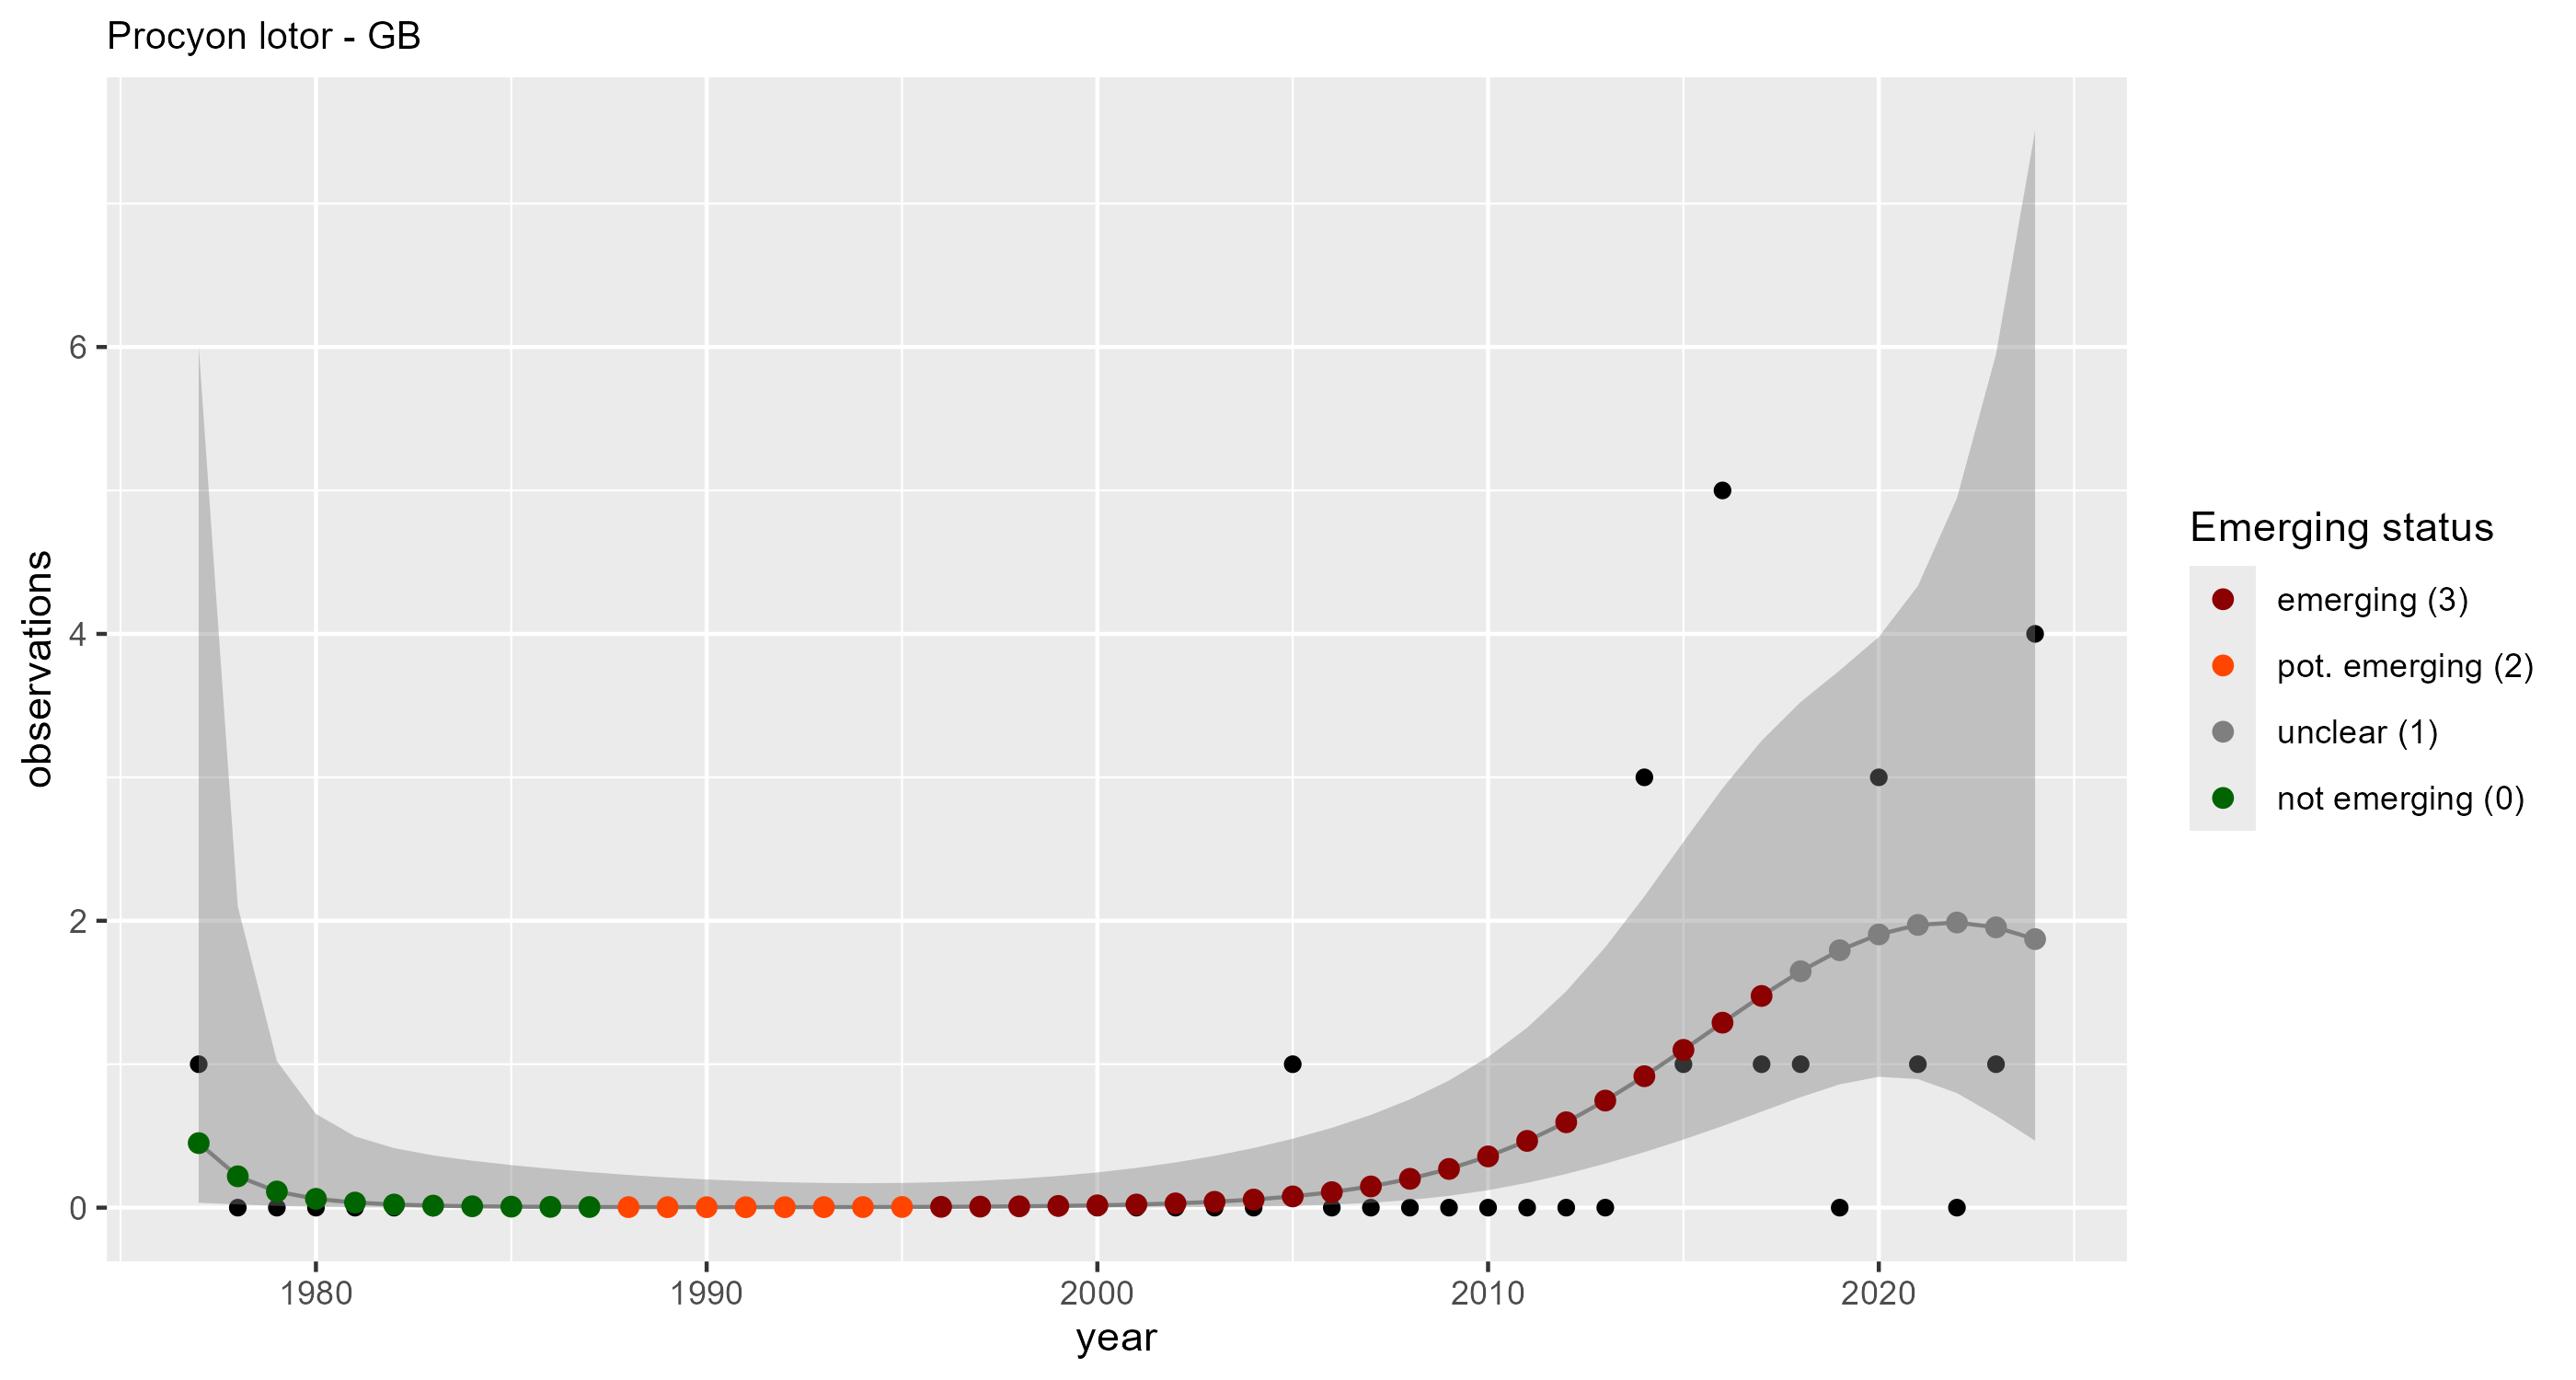 Procyon lotor - GB
observations
6
4
2
0
1980
1990
2000
2010
2020
year
Emerging status
emerging (3)
pot. emerging (2)
unclear (1)
not emerging (0)